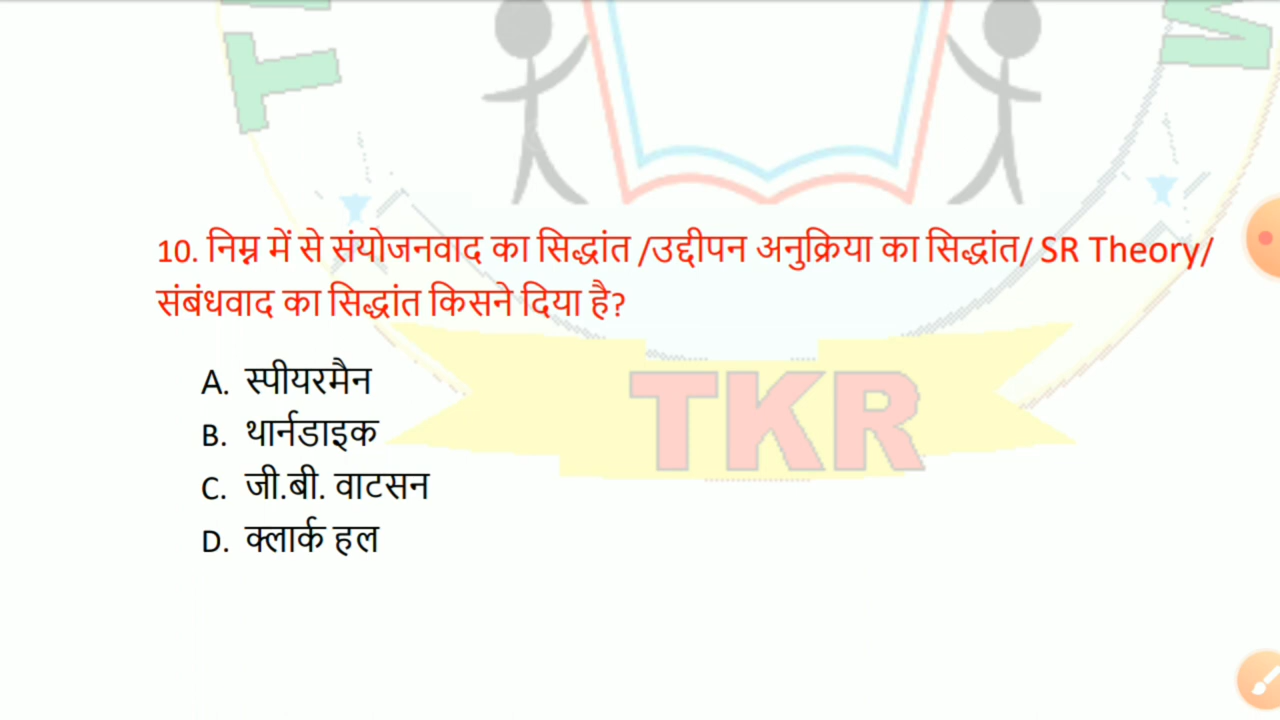 T
M
10. निम्न में से संयोजनवाद का सिद्धांत /उद्दीपन अनुक्रिया का सिद्धांत/ SR Theory/
संबंधवाद का सिद्धांत किसने दिया है?
A. स्पीयरमैन
B. थार्नडाइक
TKR
C. जी.बी. वाटसन
D. क्लार्क हल